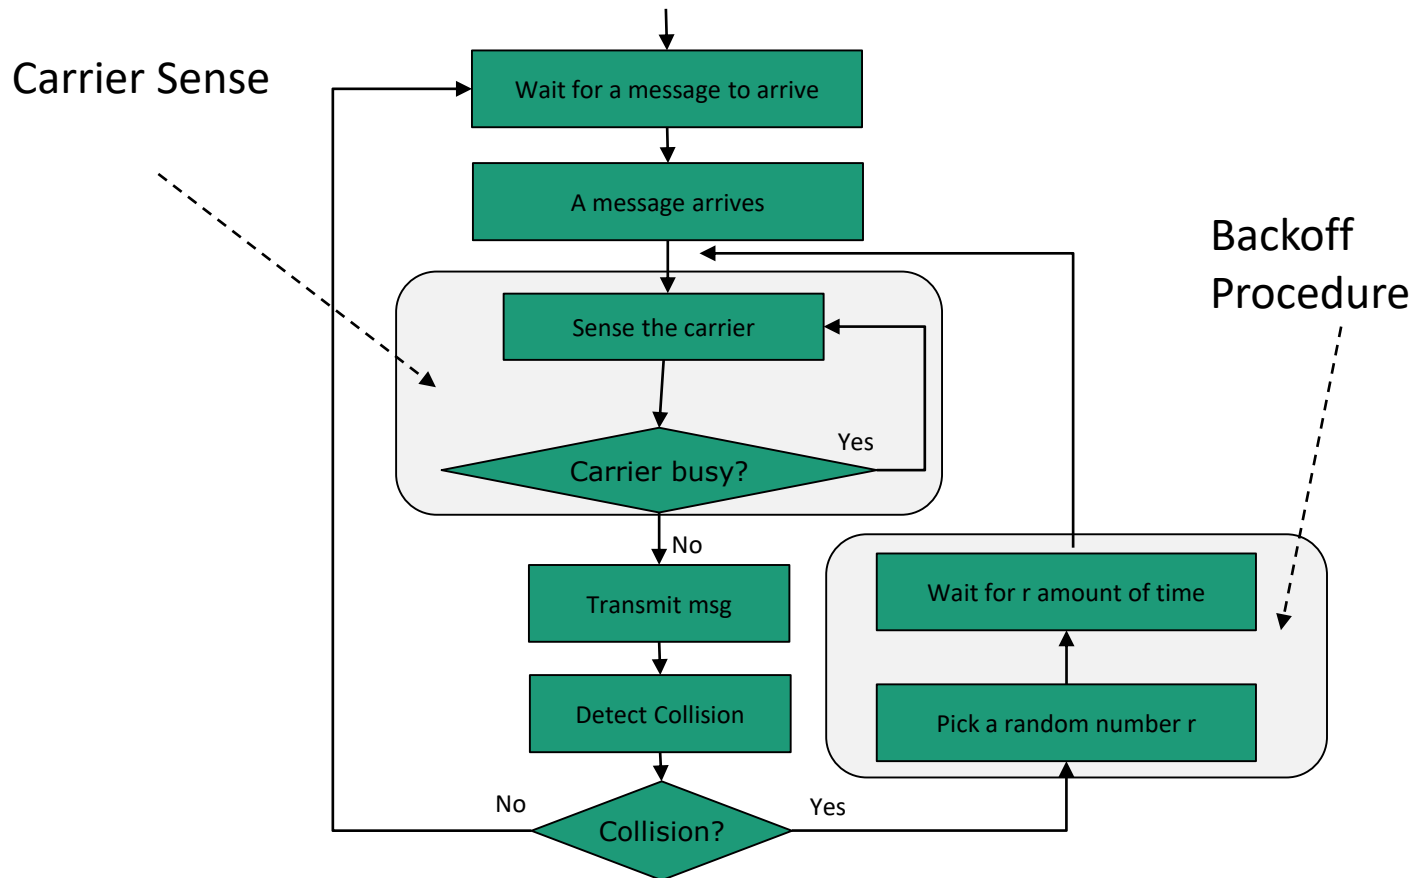 Carrier Sense
Wait for a message to arrive
A message arrives
Backoff
Procedure
Sense the carrier
Yes
Carrier busy?
No
Transmit msg
Wait for r amount of time
Detect Collision
Pick a random number r
No
Yes
Collision?